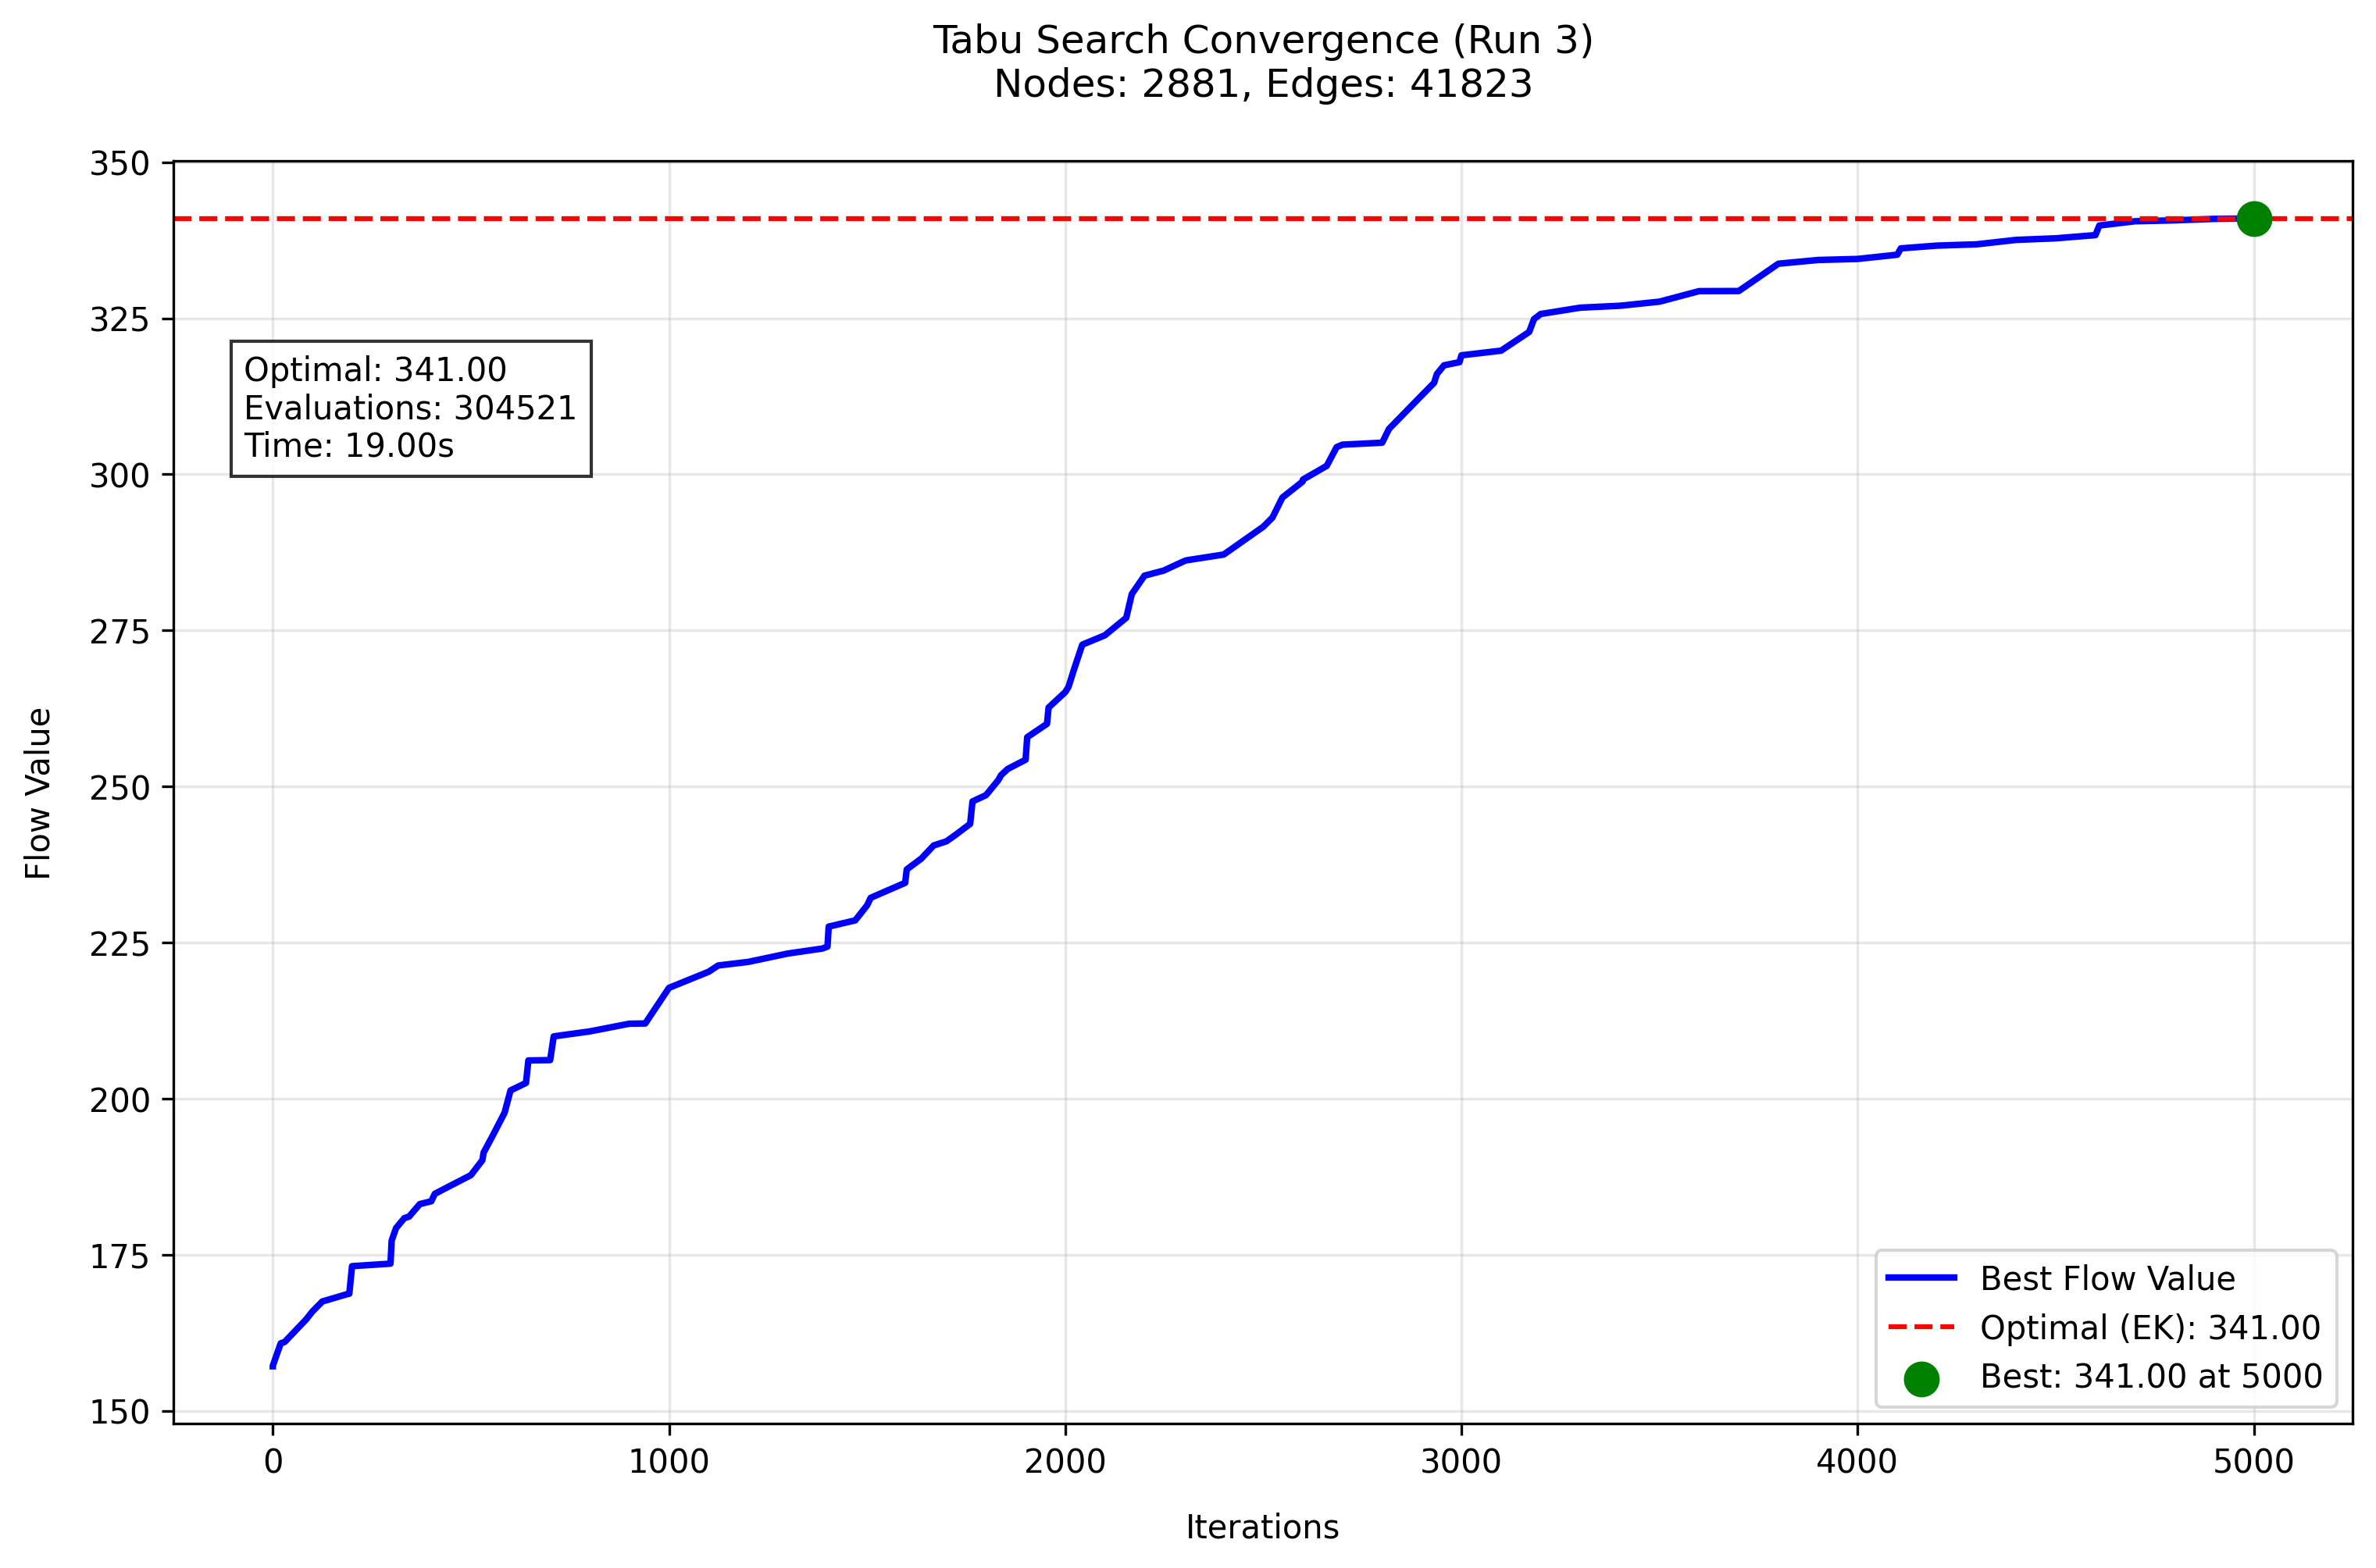 Tabu Search Convergence (Run 3)
Nodes: 2881, Edges: 41823
350
325
300
275
250
225
200
175
150
Flow Value
Optimal: 341.00
Evaluations: 304521
Time: 19.00s
Best Flow Value
Optimal (EK): 341.00
Best: 341.00 at 5000
0 1000 2000 3000 4000 5000
Iterations